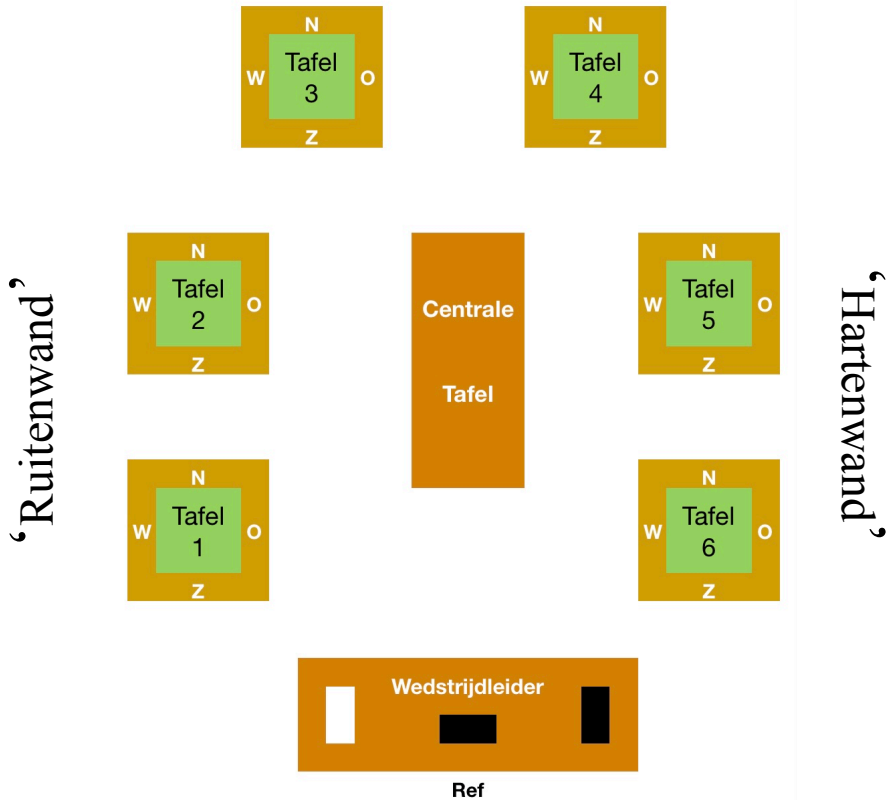 N
N
W
Tafel
3
O
W
Tafel
4
O
Z
Z
‘Ruitenwand’
N
W
Tafel
2
O
Z
Centrale
Tafel
N
W
Tafel
5
O
Z
‘Hartenwand’
N
W
Tafel
1
O
Z
N
W
Tafel
6
O
Z
Wedstrijdleider
Ref